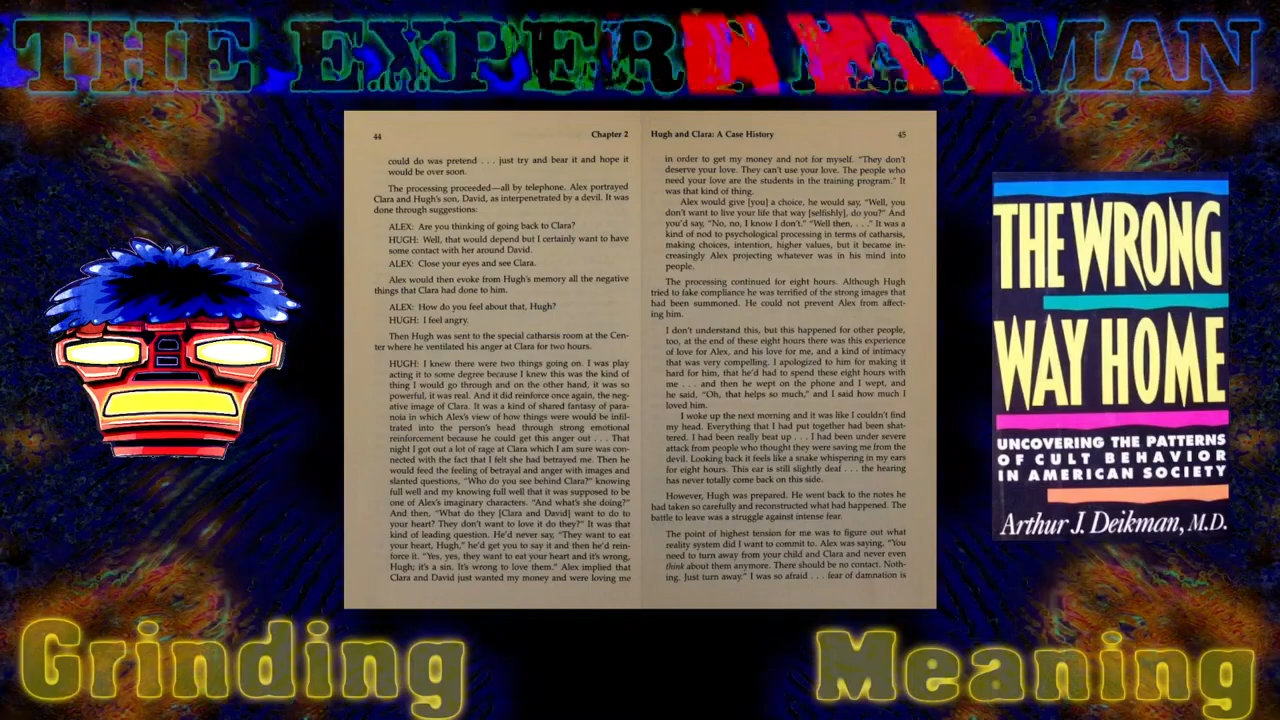 THE EXPER
MAN
44
Chapter 2
could do was pretend . . . just try and bear it and hope it
would be over soon.
The processing proceeded—all by telephone. Alex portrayed
Clara and Hugh's son, David, as interpenetrated by a devil. It was
done through suggestions:
ALEX: Are you thinking of going back to Clara?
HUGH: Well, that would depend but I certainly want to have
some contact with her around David.
ALEX: Close your eyes and see Clara.
Alex would then evoke from Hugh's memory all the negative
things that Clara had done to him.
ALEX: How do you feel about that, Hugh?
HUGH: I feel angry.
Then Hugh was sent to the special catharsis room at the Cen-
ter where he ventilated his anger at Clara for two hours.
HUGH: I knew there were two things going on. I was play
acting it to some degree because I knew this was the kind of
thing I would go through and on the other hand, it was so
powerful, it was real. And it did reinforce once again, the neg-
ative image of Clara. It was a kind of shared fantasy of para-
noia in which Alex's view of how things were would be infil-
trated into the person's head through strong emotional
reinforcement because he could get this anger out . . . That
night I got out a lot of rage at Clara which I am sure was con-
nected with the fact that I felt she had betrayed me. Then he
would feed the feeling of betrayal and anger with images and
slanted questions, "Who do you see behind Clara?" knowing
full well and my knowing full well that it was supposed to be
one of Alex's imaginary characters. "And what's she doing?"
And then, "What do they [Clara and David] want to do to
your heart? They don't want to love it do they?" It was that
kind of leading question. He'd never say, "They want to eat
your heart, Hugh," he'd get you to say it and then he'd rein-
force it. "Yes, yes, they want to eat your heart and it's wrong,
Hugh; it's a sin. It's wrong to love them." Alex implied that
Clara and David just wanted my money and were loving me
Hugh and Clara: A Case History
45
in order to get my money and not for myself. "They don't
deserve your love. They can't use your love. The people who
need your love are the students in the training program." It
was that kind of thing.
Alex would give [you] a choice, he would say, "Well, you
don't want to live your life that way [selfishly], do you?" And
you'd say, "No, no, I know I don't." "Well then, . . ." It was a
kind of nod to psychological processing in terms of catharsis,
making choices, intention, higher values, but it became in-
creasingly Alex projecting whatever was in his mind into
people.
The processing continued for eight hours. Although Hugh
tried to fake compliance he was terrified of the strong images that
had been summoned. He could not prevent Alex from affect-
ing him.
I don't understand this, but this happened for other people,
too, at the end of these eight hours there was this experience
of love for Alex, and his love for me, and a kind of intimacy
that was very compelling. I apologized to him for making it
hard for him, that he'd had to spend these eight hours with
me . . . and then he wept on the phone and I wept, and
he said, "Oh, that helps so much," and I said how much I
loved him.
I woke up the next morning and it was like I couldn't find
my head. Everything that I had put together had been shat-
tered. I had been really beat up . . . I had been under severe
attack from people who thought they were saving me from the
devil. Looking back it feels like a snake whispering in my ears
for eight hours. This ear is still slightly deaf . . . the hearing
has never totally come back on this side.
However, Hugh was prepared. He went back to the notes he
had taken so carefully and reconstructed what had happened. The
battle to leave was a struggle against intense fear.
The point of highest tension for me was to figure out what
reality system did I want to commit to. Alex was saying, "You
need to turn away from your child and Clara and never even
think about them anymore. There should be no contact. Noth-
ing. Just turn away." I was so afraid . . . fear of damnation is
THE WRONG
WAY HOME
UNCOVERING THE PATTERNS
OF CULT BEHAVIOR
IN AMERICAN SOCIETY
Arthur J. Deikman, M.D.
Grinding
Meaning